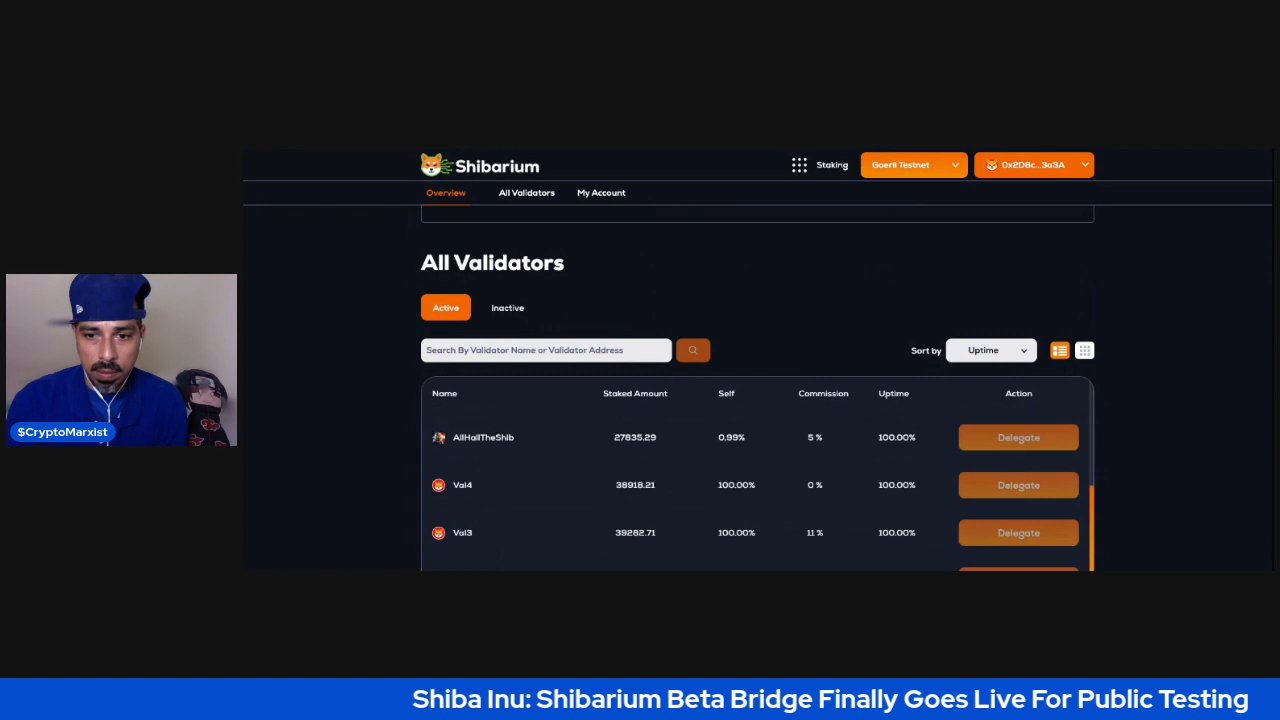 Shibarium
Staking
Goerli Testnet
0x2D8c...3a3A
Overview
All Validators
My Account
All Validators
Active
Inactive
Search By Validator Name or Validator Address
Sort by
Uptime
Name Staked Amount Self Commission Uptime Action
AllHailTheShib 27835.29 0.99% 5 % 100.00% Delegate
Val4 38918.21 100.00% 0 % 100.00% Delegate
Val3 39282.71 100.00% 11 % 100.00% Delegate
$CryptoMarxist
Shiba Inu: Shibarium Beta Bridge Finally Goes Live For Public Testing